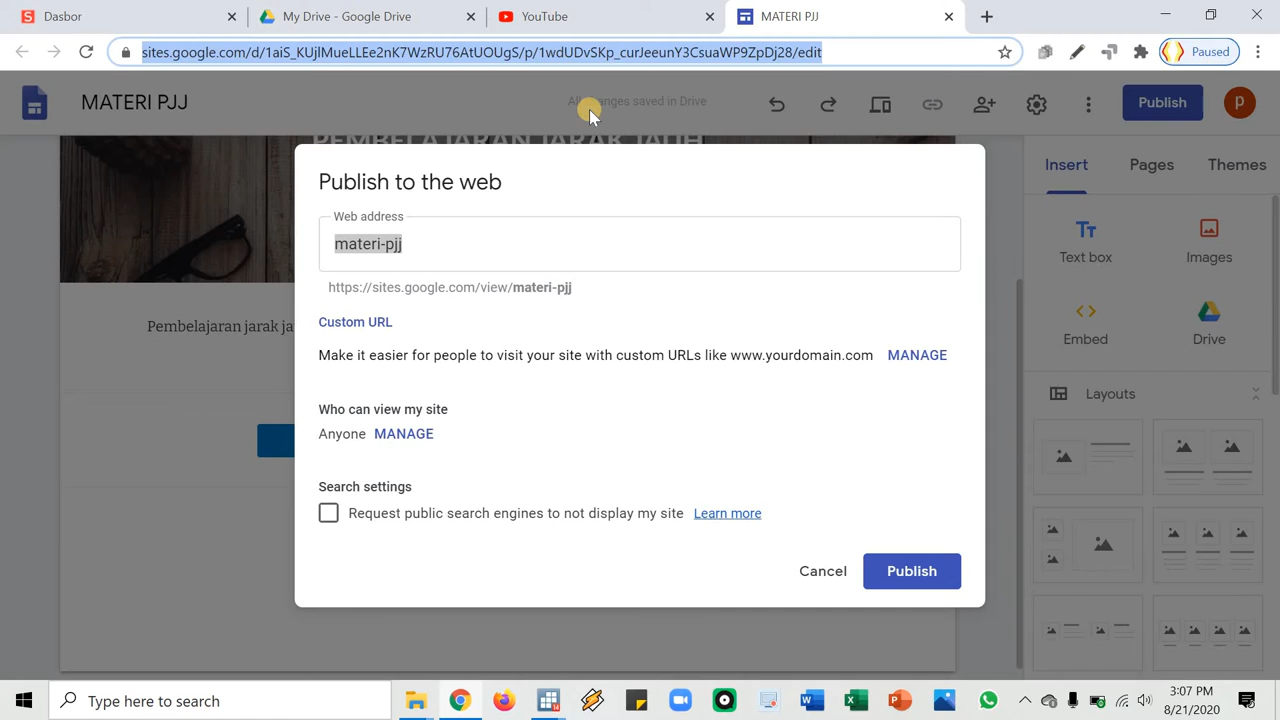 Dasbor
My Drive - Google Drive
YouTube
MATERI PJJ
sites.google.com/d/1aiS_KUjlMueLLEe2nK7WzRU76AtUOUgS/p/1wdUDvSKp_curJeeunY3CsuaWP9ZpDj28/edit
Paused
MATERI PJJ
Publish
p
PEMBELAJARAN JARAK JAUH
Insert
Pages
Themes
Publish to the web
Web address
materi-pjj
https://sites.google.com/view/materi-pjj
Custom URL
Make it easier for people to visit your site with custom URLs like www.yourdomain.com MANAGE
Who can view my site
Anyone MANAGE
Search settings
Request public search engines to not display my site Learn more
Cancel
Publish
Pembelajaran jarak
Text box
Images
Embed
Drive
Layouts
Type here to search
3:07 PM
8/21/2020